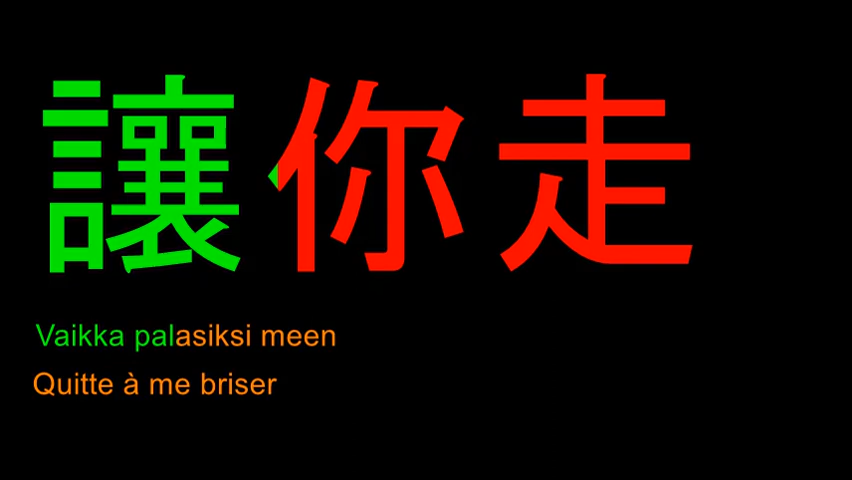 讓你走
Vaikka palasiksi meen
Quitte à me briser